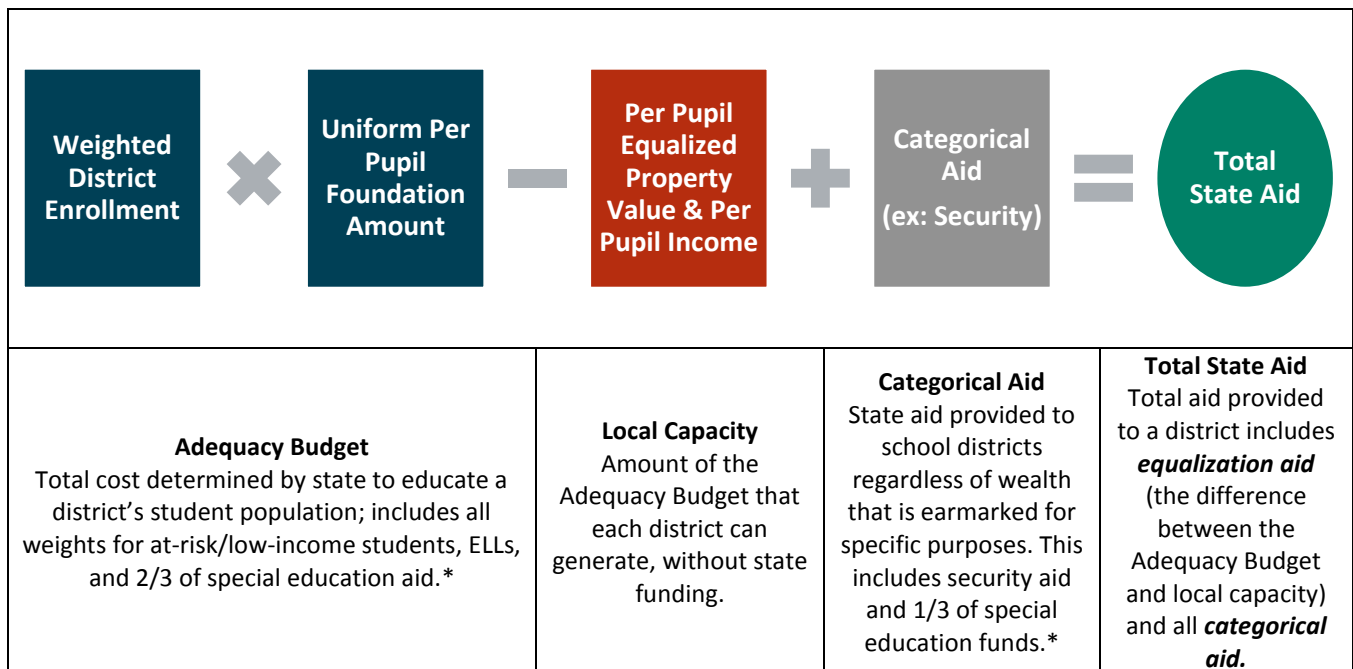 Weighted
District
Enrollment
Uniform Per
Pupil
Foundation
Amount
Per Pupil
Equalized
Property
Value & Per
Pupil Income
Categorical
Aid
(ex: Security)
Total
State Aid
Adequacy Budget
Total cost determined by state to educate a
district’s student population; includes all
weights for at-risk/low-income students, ELLs,
and 2/3 of special education aid.*
Local Capacity
Amount of the
Adequacy Budget that
each district can
generate, without state
funding.
Categorical Aid
State aid provided to
school districts
regardless of wealth
that is earmarked for
specific purposes. This
includes security aid
and 1/3 of special
education funds.*
Total State Aid
Total aid provided
to a district includes
equalization aid
(the difference
between the
Adequacy Budget
and local capacity)
and all categorical
aid.